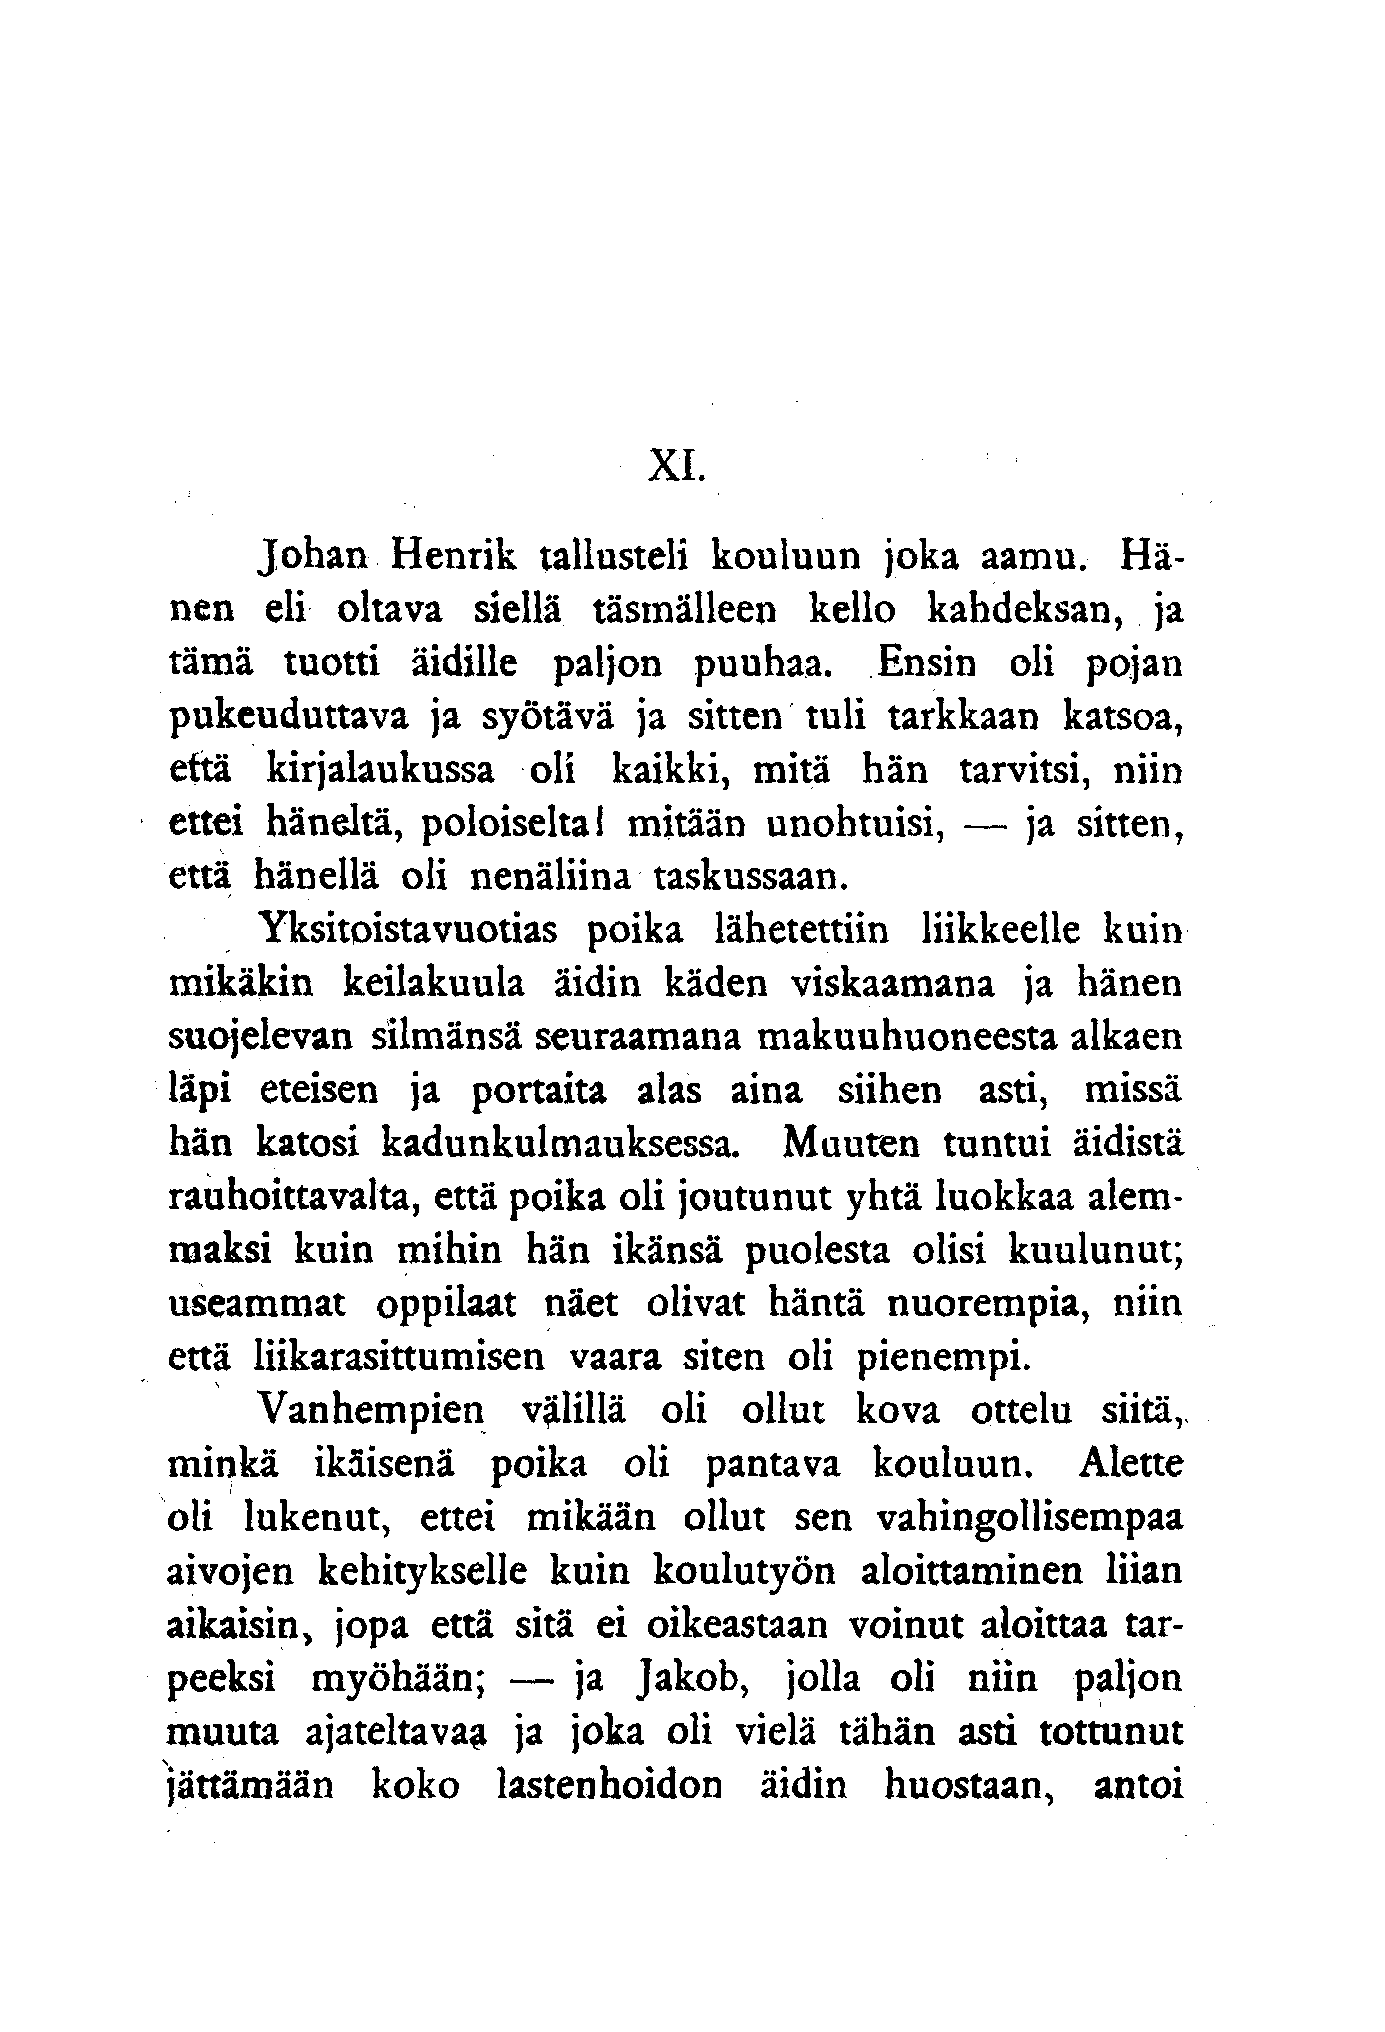 XI.
Johan Henrik tallusteli kouluun joka aamu. Hä-
nen eli oltava siellä täsmälleen kello kahdeksan, ja
tämä tuotti äidille paljon puuhaa. Ensin oli pojan
pukeuduttava ja syötävä ja sitten tuli tarkkaan katsoa,
että kirjalaukussa oli kaikki, mitä hän tarvitsi, niin
ettei häneltä, poloiselta! mitään unohtuisi, — ja sitten,
että hänellä oli nenäliina taskussaan.
Yksitoistavuotias poika lähetettiin liikkeelle kuin
mikäkin keilakuula äidin käden viskaamana ja hänen
suojelevan silmänsä seuraamana makuuhuoneesta alkaen
läpi eteisen ja portaita alas aina siihen asti, missä
hän katosi kadunkulmauksessa. Muuten tuntui äidistä
rauhoittavalta, että poika oli joutunut yhtä luokkaa alem-
maksi kuin mihin hän ikänsä puolesta olisi kuulunut;
useammat oppilaat näet olivat häntä nuorempia, niin
että liikarasittumisen vaara siten oli pienempi.
Vanhempien välillä oli ollut kova ottelu siitä,
minkä ikäisenä poika oli pantava kouluun. Alette
oli lukenut, ettei mikään ollut sen vahingollisempaa
aivojen kehitykselle kuin koulutyön aloittaminen liian
aikaisin, jopa että sitä ei oikeastaan voinut aloittaa tar-
peeksi myöhään; — ja Jakob, jolla oli niin paljon
muuta ajateltavaa ja joka oli vielä tähän asti tottunut
jättämään koko lastenhoidon äidin huostaan, antoi